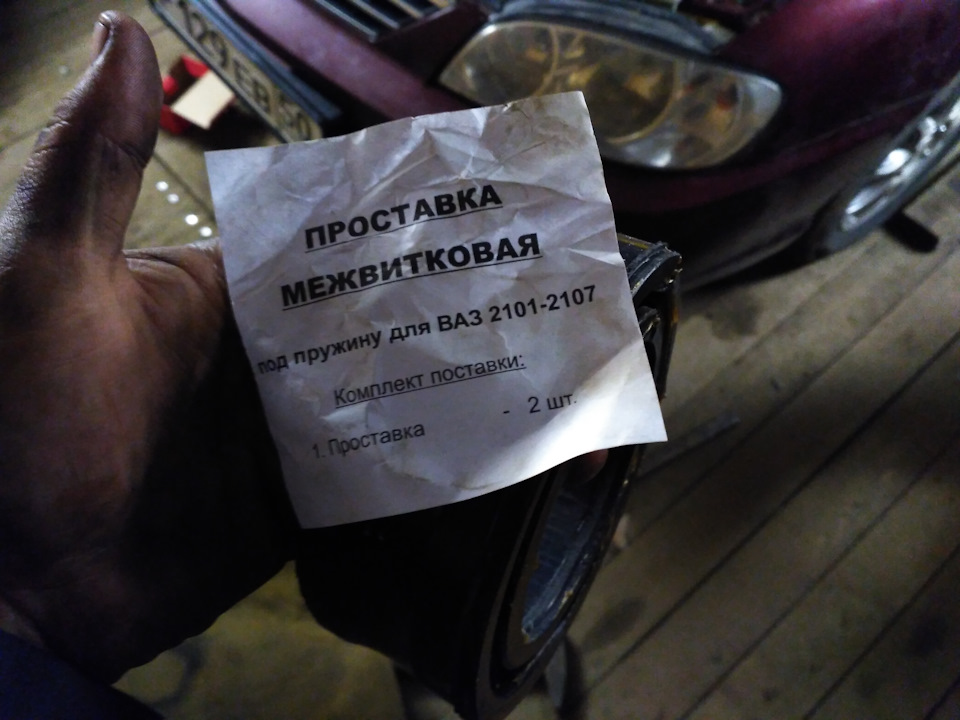 ПРОСТАВКА
МЕЖВИТКОВАЯ
под пружину для ВАЗ 2101-2107
Комплект поставки:
1. Проставка - 2 шт.